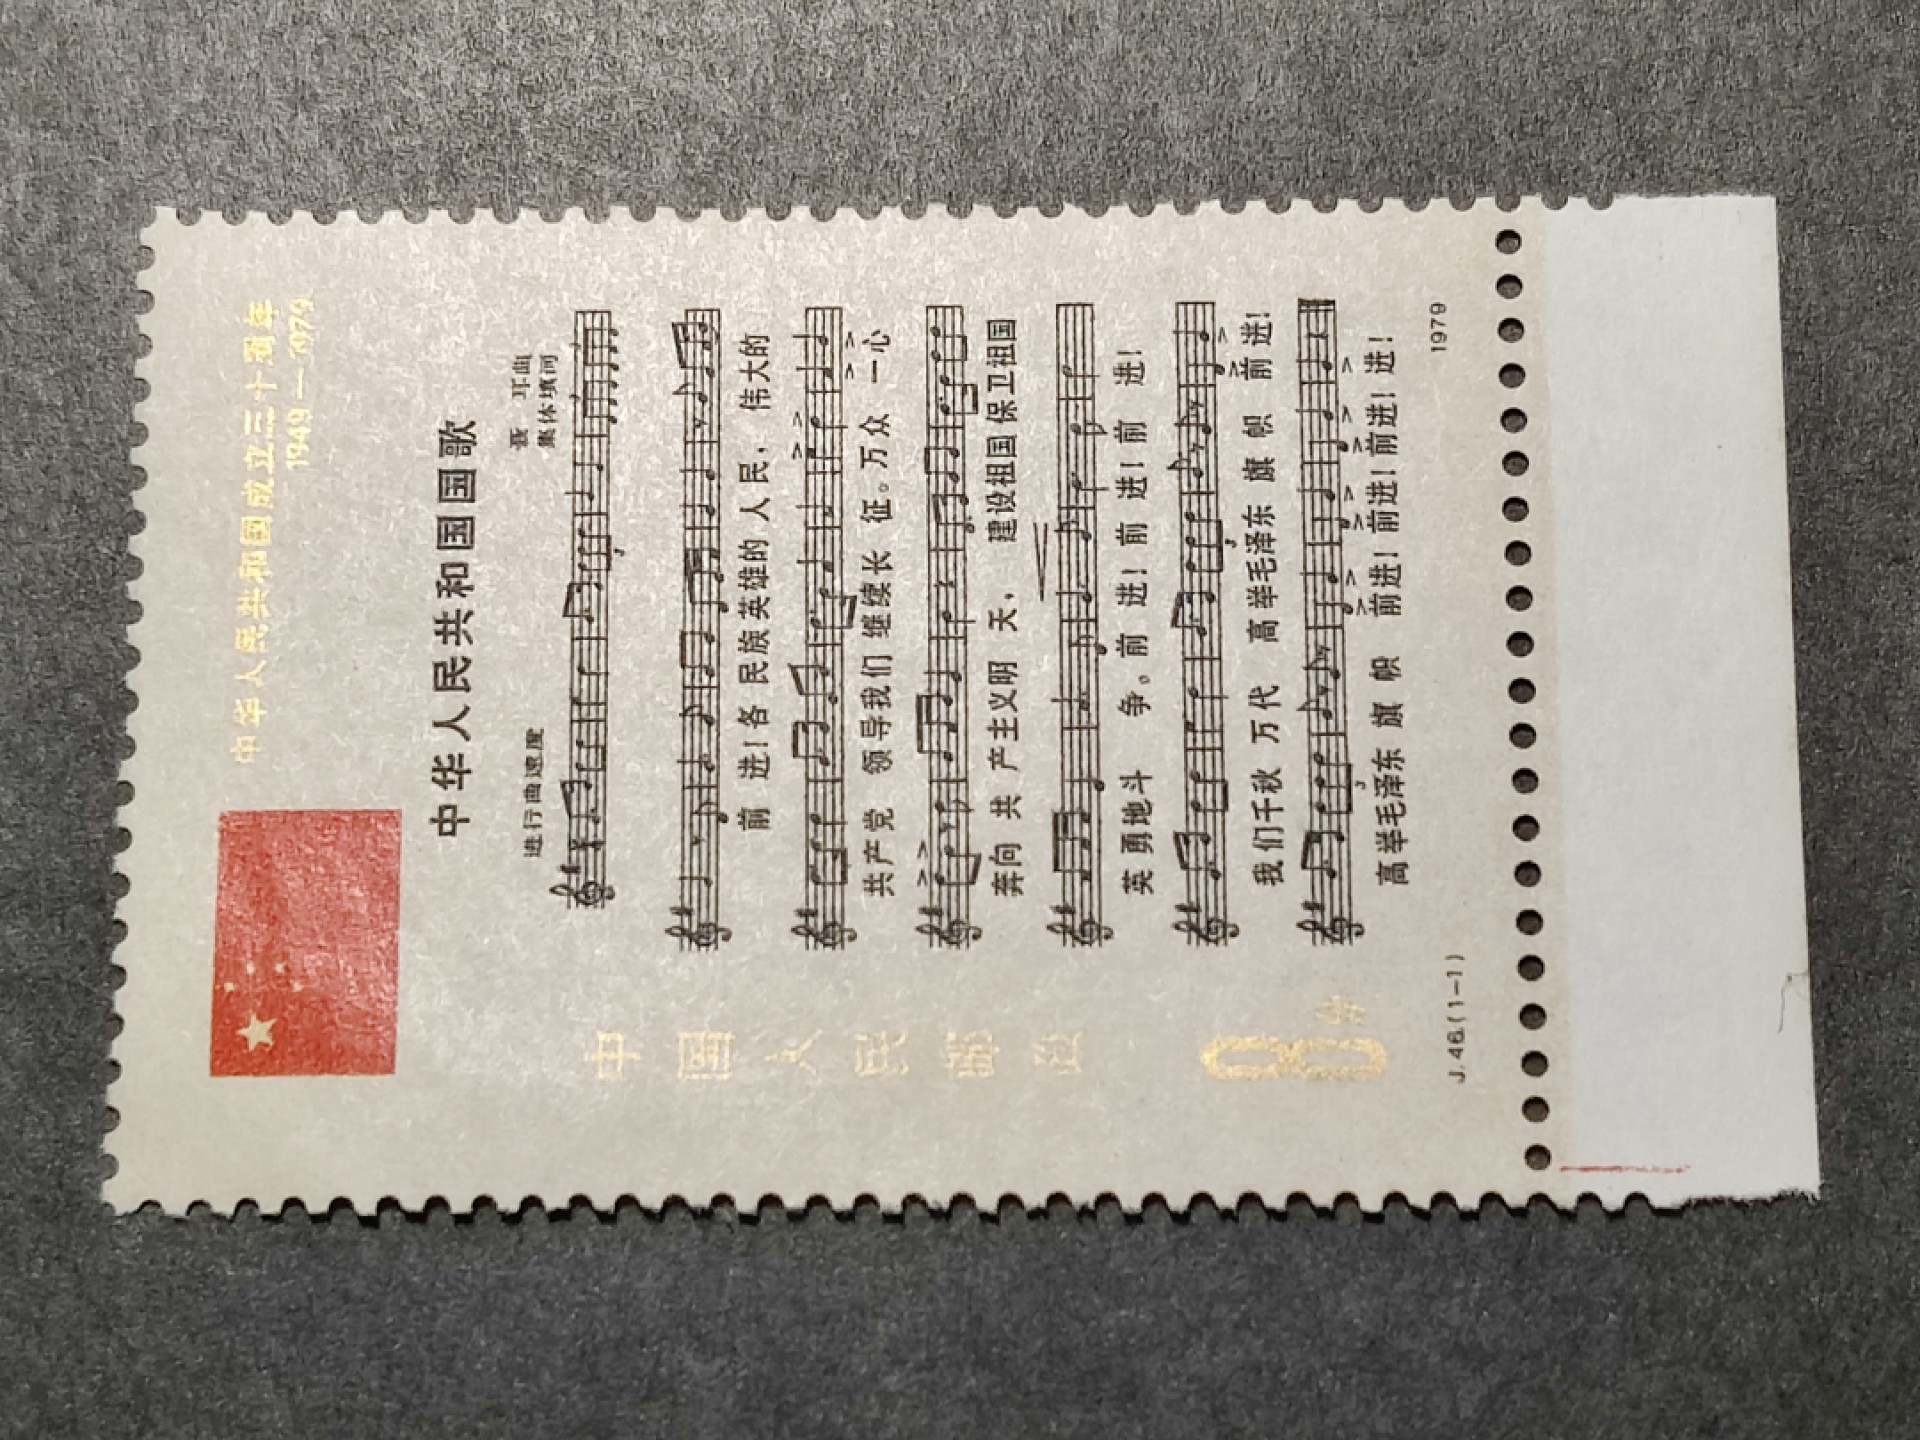 中华人民共和国成立三十周年
1949—1979
中华人民共和国国歌
进行曲速度
聂 耳曲
集体填词
前 进!各 民族英雄的 人 民, 伟大的
共产党 领导我们 继续长 征。万众 一心
奔向 共 产主义明 天, 建设祖国保卫祖国
英勇地斗 争。前 进!前 进!前 进!
我们千秋 万代 高举毛泽东 旗 帜 前 进!
高举毛泽东 旗 帜 前进!前进!前进!进!
中国人民邮政
8分
J.46.(1-1)
1979